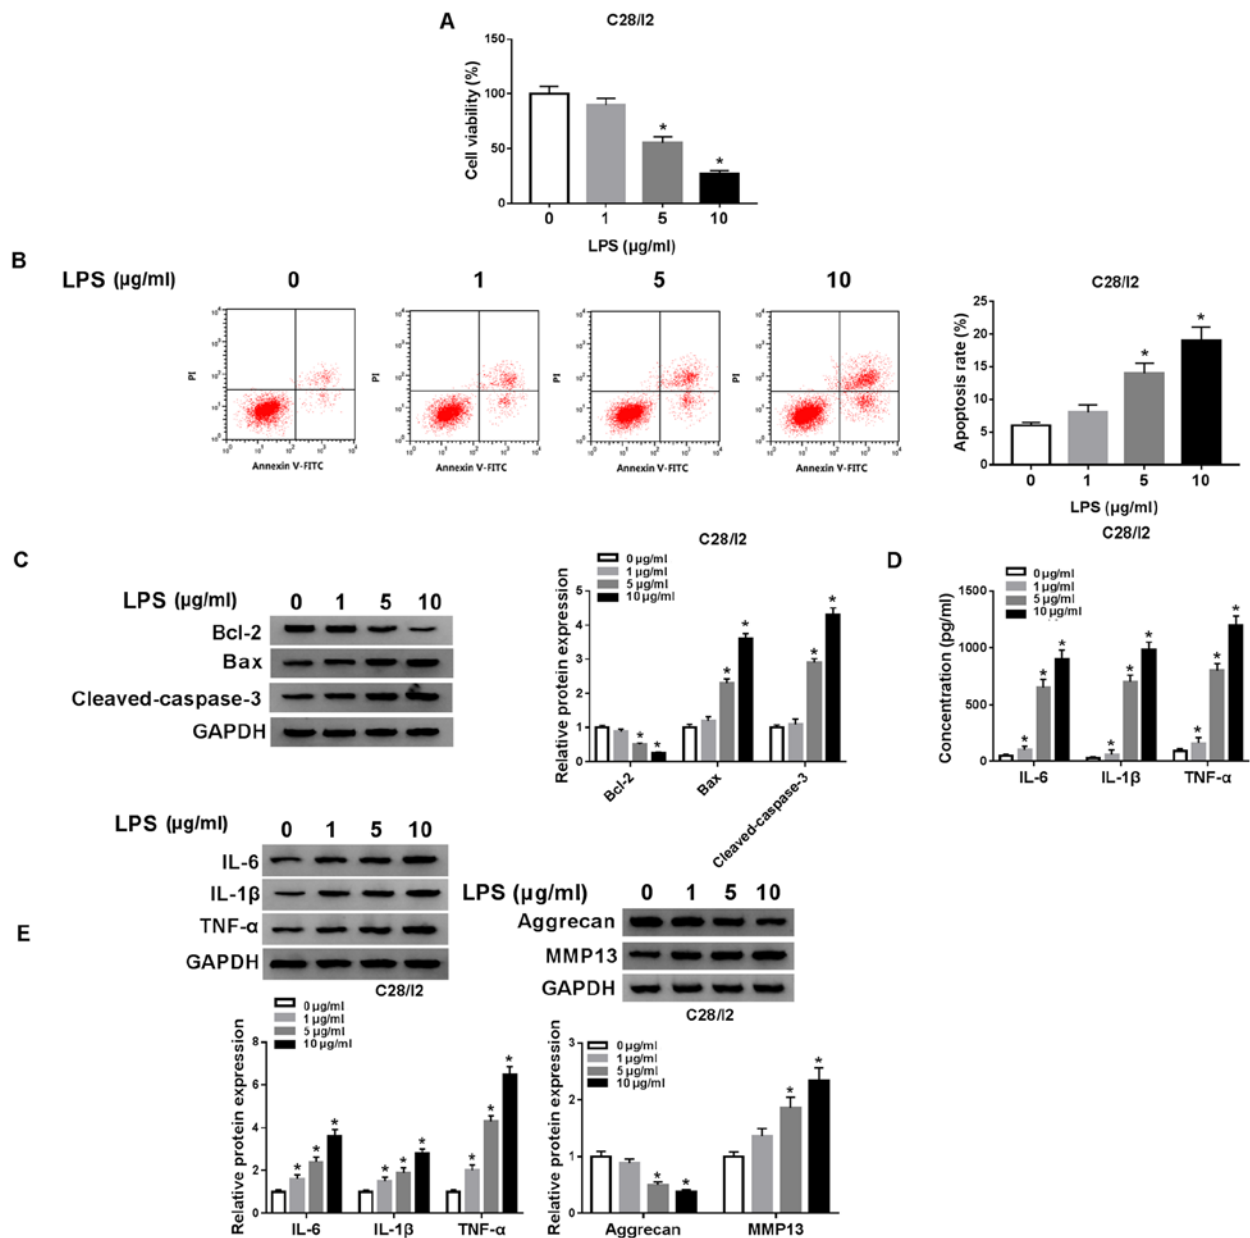 A
C28/I2
Cell viability (%)
150
100
50
0
0 1 5 10
LPS (µg/ml)
B
LPS (µg/ml) 0 1 5 10
PI
Annexin V-FITC
PI
Annexin V-FITC
PI
Annexin V-FITC
PI
Annexin V-FITC
C28/I2
Apoptosis rate (%)
25
20
15
10
5
0
* *
0 1 5 10
LPS (µg/ml)
C
LPS (µg/ml) 0 1 5 10
Bcl-2
Bax
Cleaved-caspase-3
GAPDH
C28/I2
0 µg/ml
1 µg/ml
5 µg/ml
10 µg/ml
Relative protein expression
5
4
3
2
1
0
Bcl-2 Bax Cleaved-caspase-3
D
C28/I2
0 µg/ml
1 µg/ml
5 µg/ml
10 µg/ml
Concentration (pg/ml)
1500
1000
500
0
IL-6 IL-1β TNF-α
E
LPS (µg/ml) 0 1 5 10
IL-6
IL-1β
TNF-α
GAPDH
C28/I2
0 µg/ml
1 µg/ml
5 µg/ml
10 µg/ml
Relative protein expression
8
6
4
2
0
IL-6 IL-1β TNF-α
LPS (µg/ml) 0 1 5 10
Aggrecan
MMP13
GAPDH
C28/I2
0 µg/ml
1 µg/ml
5 µg/ml
10 µg/ml
Relative protein expression
3
2
1
0
Aggrecan MMP13